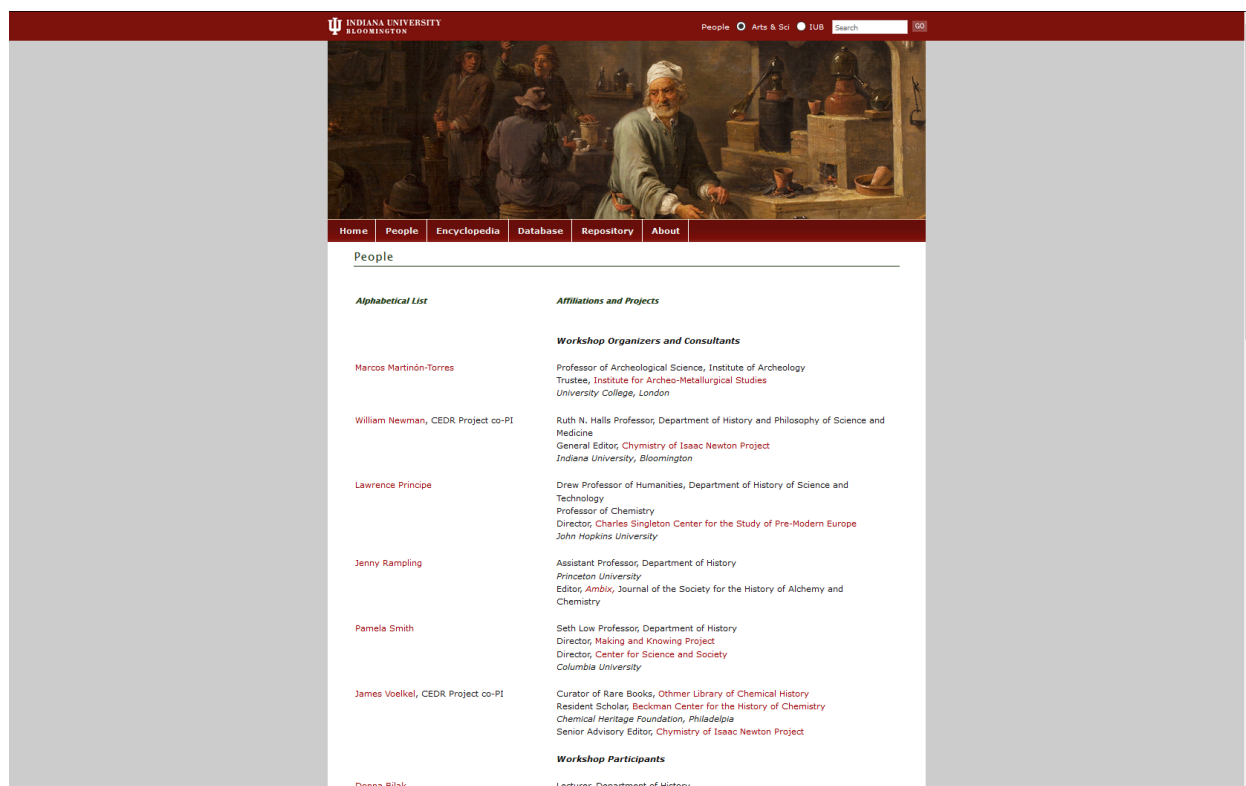 INDIANA UNIVERSITY
BLOOMINGTON
People Arts & Sci IUB Search GO
Home People Encyclopedia Database Repository About
People
Alphabetical List Affiliations and Projects
Workshop Organizers and Consultants
Marcos Martinón-Torres Professor of Archeological Science, Institute of Archeology
Trustee, Institute for Archeo-Metallurgical Studies
University College, London
William Newman, CEDR Project co-PI Ruth N. Halls Professor, Department of History and Philosophy of Science and
Medicine
General Editor, Chymistry of Isaac Newton Project
Indiana University, Bloomington
Lawrence Principe Drew Professor of Humanities, Department of History of Science and
Technology
Professor of Chemistry
Director, Charles Singleton Center for the Study of Pre-Modern Europe
John Hopkins University
Jenny Rampling Assistant Professor, Department of History
Princeton University
Editor, Ambix, Journal of the Society for the History of Alchemy and
Chemistry
Pamela Smith Seth Low Professor, Department of History
Director, Making and Knowing Project
Director, Center for Science and Society
Columbia University
James Voelkel, CEDR Project co-PI Curator of Rare Books, Othmer Library of Chemical History
Resident Scholar, Beckman Center for the History of Chemistry
Chemical Heritage Foundation, Philadelpia
Senior Advisory Editor, Chymistry of Isaac Newton Project
Workshop Participants
Donna Bilak Lecturer, Department of History